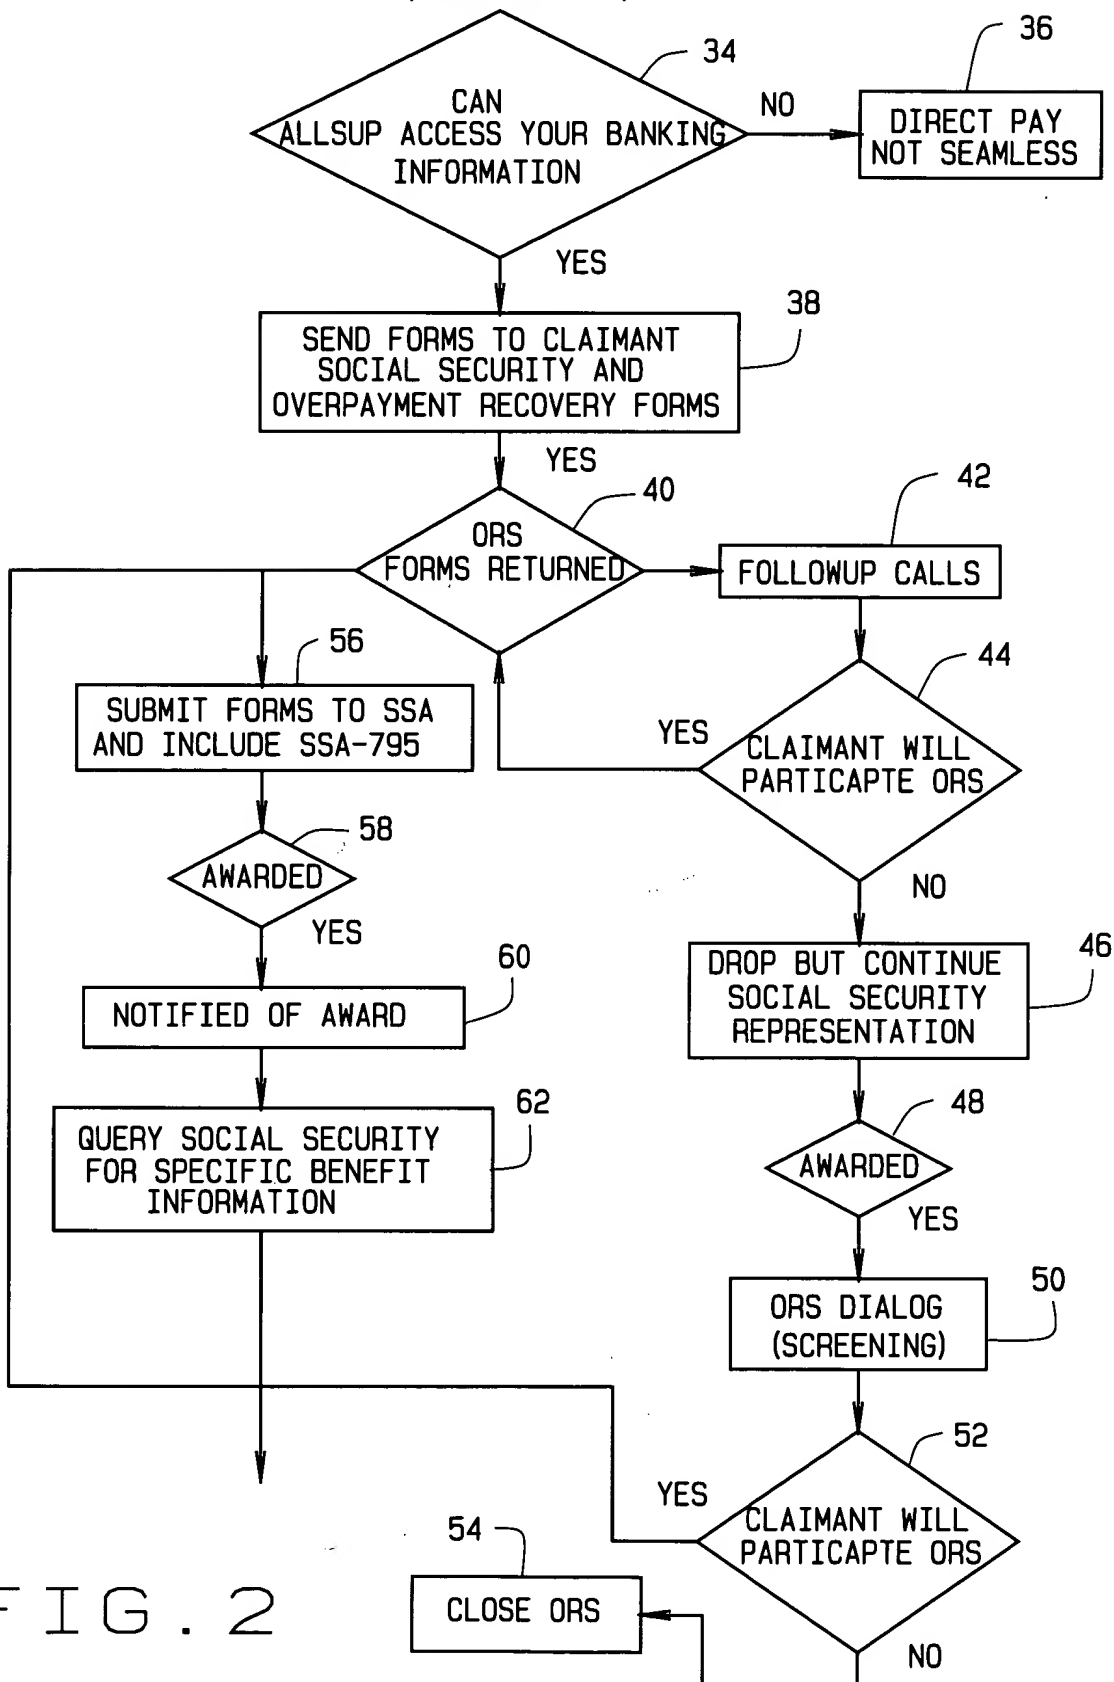 34
36
CAN
ALLSUP ACCESS YOUR BANKING
INFORMATION
NO
DIRECT PAY
NOT SEAMLESS
YES
38
SEND FORMS TO CLAIMANT
SOCIAL SECURITY AND
OVERPAYMENT RECOVERY FORMS
YES
40
42
ORS
FORMS RETURNED
FOLLOWUP CALLS
56
44
SUBMIT FORMS TO SSA
AND INCLUDE SSA-795
YES
CLAIMANT WILL
PARTICAPTE ORS
58
AWARDED
NO
YES
46
DROP BUT CONTINUE
SOCIAL SECURITY
REPRESENTATION
60
NOTIFIED OF AWARD
62
48
QUERY SOCIAL SECURITY
FOR SPECIFIC BENEFIT
INFORMATION
AWARDED
YES
50
ORS DIALOG
(SCREENING)
52
YES
CLAIMANT WILL
PARTICAPTE ORS
54
CLOSE ORS
NO
FIG. 2